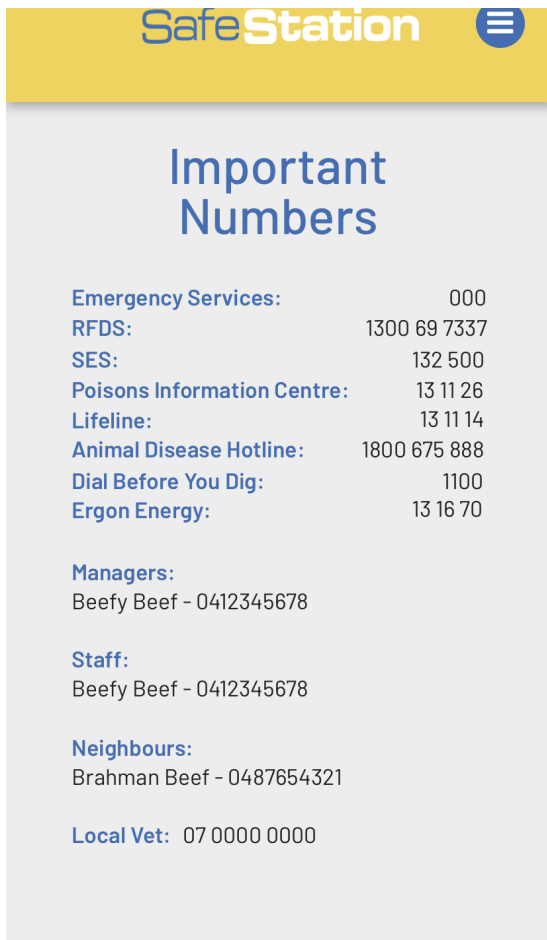 SafeStation
Important
Numbers
Emergency Services: 000
RFDS: 1300 69 7337
SES: 132 500
Poisons Information Centre: 13 11 26
Lifeline: 13 11 14
Animal Disease Hotline: 1800 675 888
Dial Before You Dig: 1100
Ergon Energy: 13 16 70
Managers:
Beefy Beef - 0412345678
Staff:
Beefy Beef - 0412345678
Neighbours:
Brahman Beef - 0487654321
Local Vet: 07 0000 0000